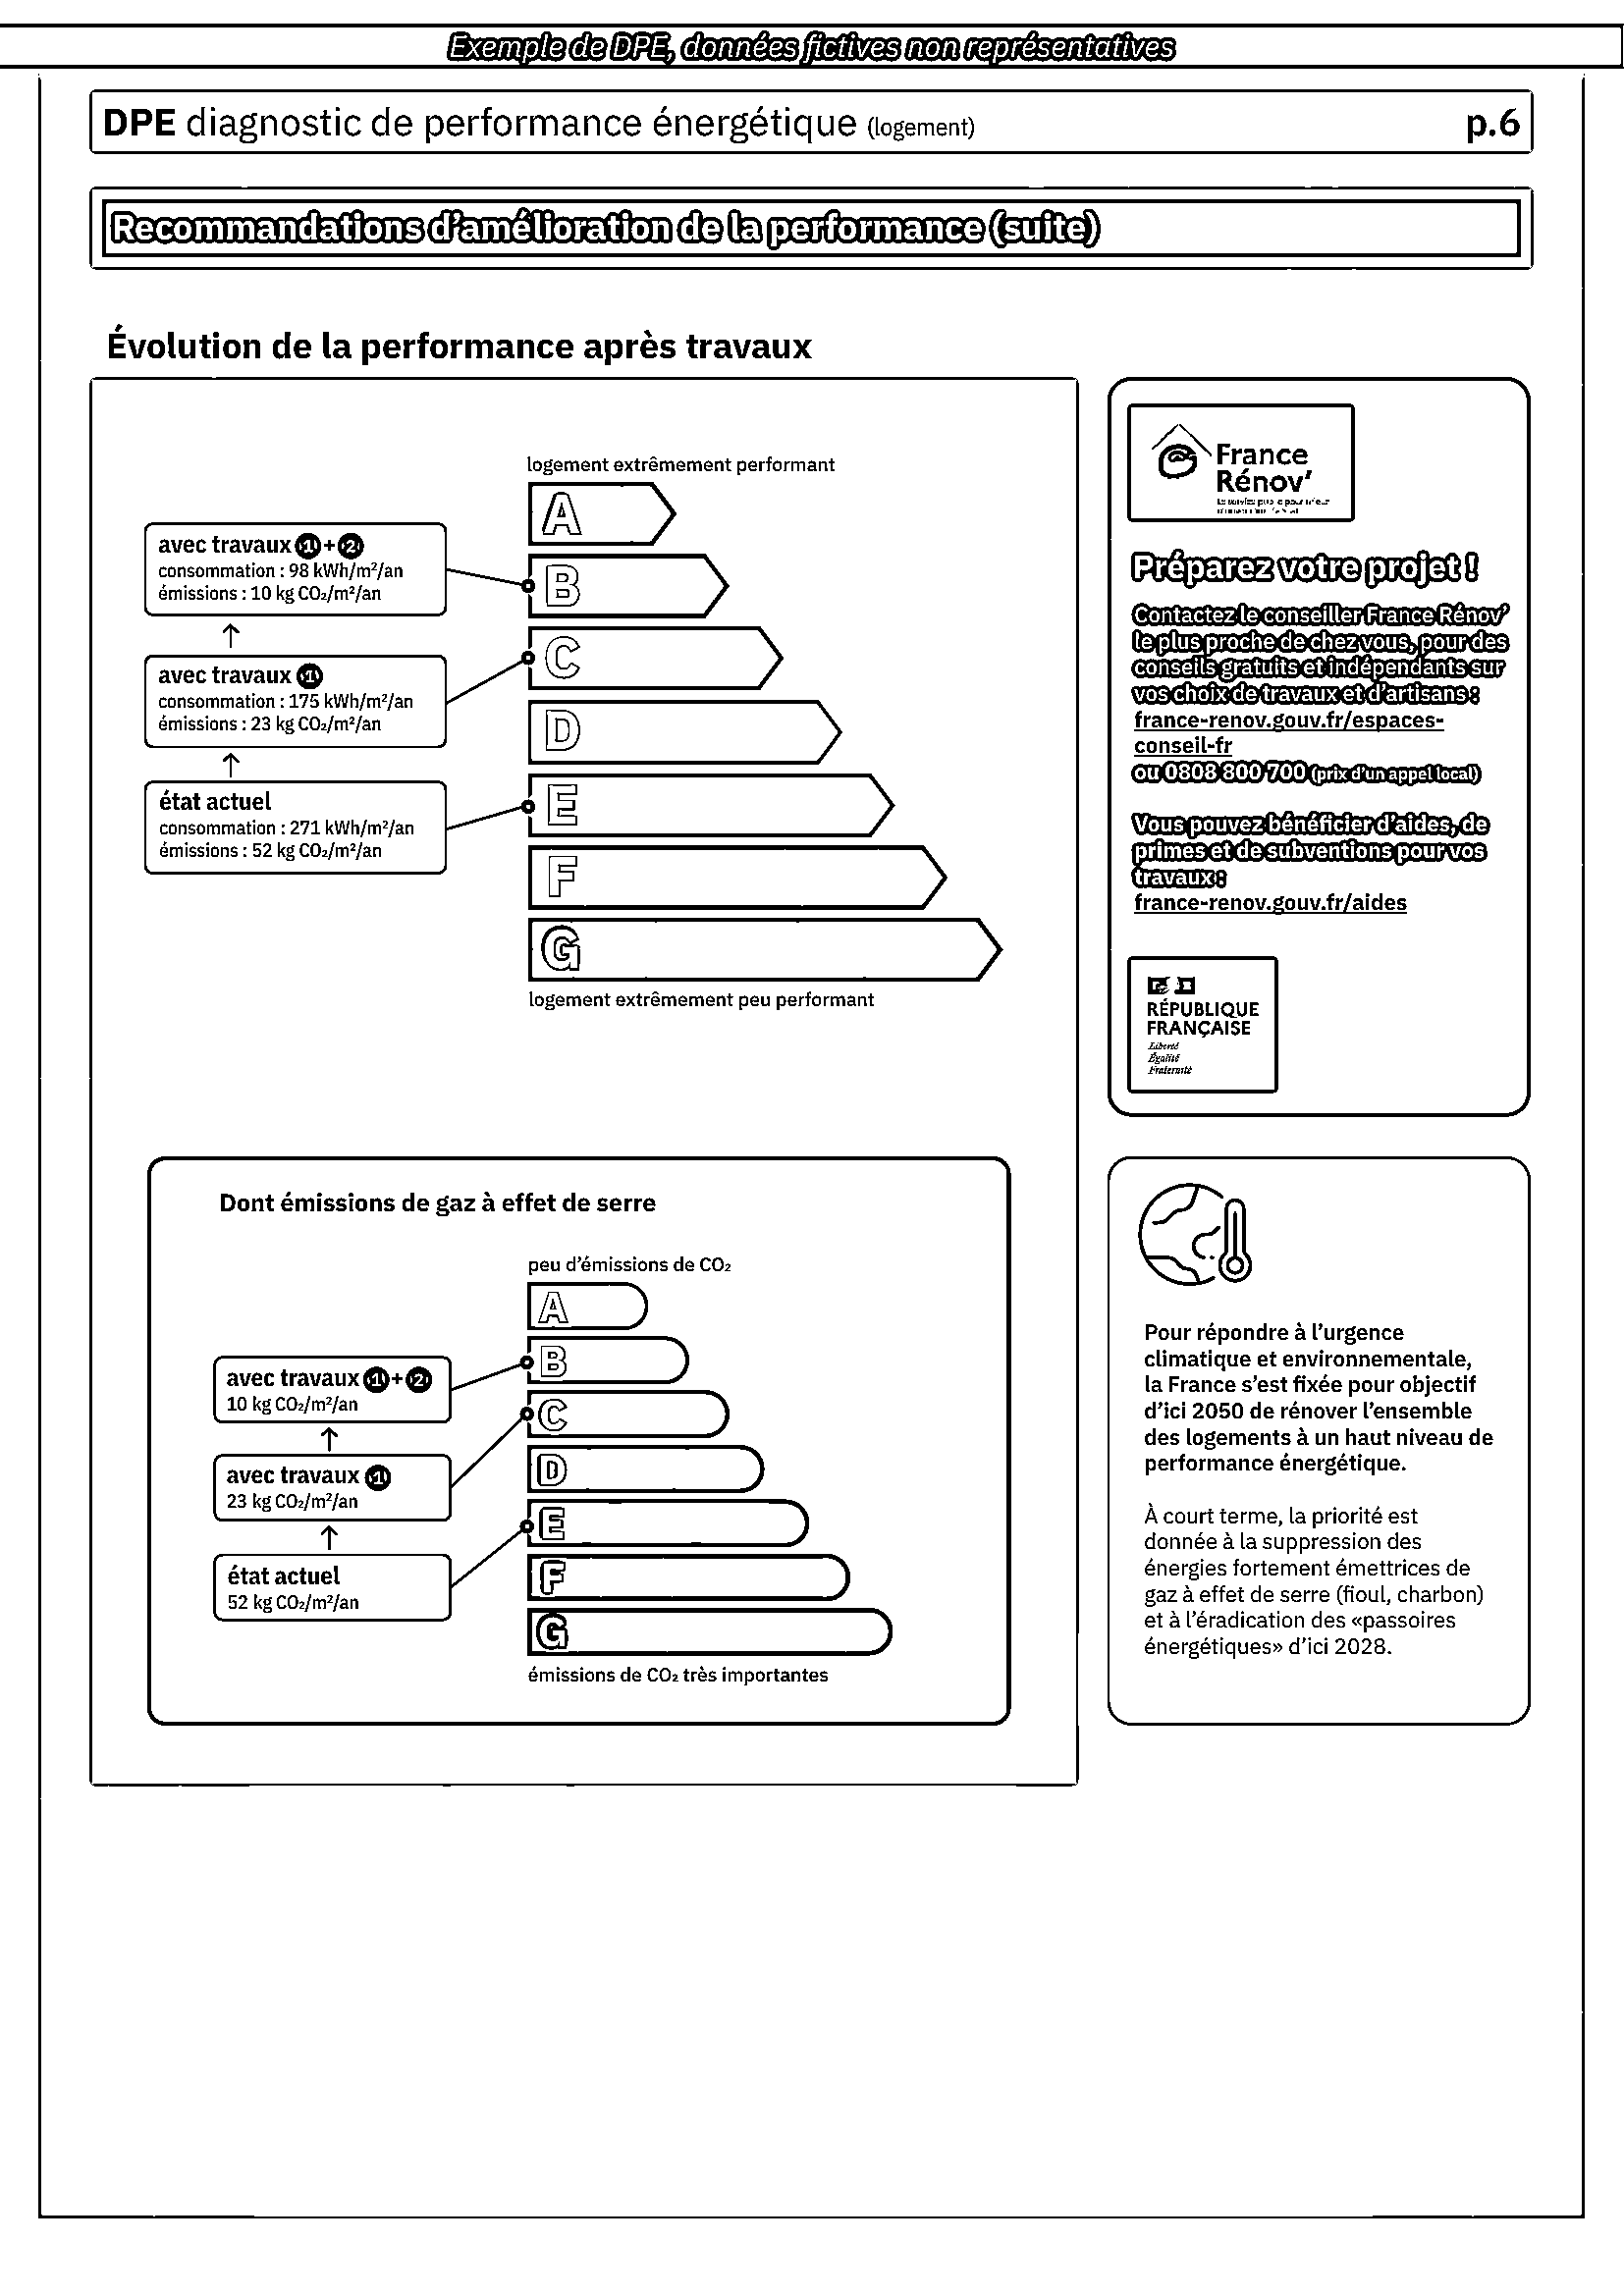 Exemple de DPE, données fictives non représentatives
DPE diagnostic de performance énergétique (logement) p.6
Recommandations d'amélioration de la performance (suite)
Évolution de la performance après travaux
logement extrêmement performant
A
B
C
D
E
F
G
logement extrêmement peu performant
avec travaux 1+2
consommation : 98 kWh/m²/an
émissions : 10 kg CO₂/m²/an
↑
avec travaux 1
consommation : 175 kWh/m²/an
émissions : 23 kg CO₂/m²/an
↑
état actuel
consommation : 271 kWh/m²/an
émissions : 52 kg CO₂/m²/an
Dont émissions de gaz à effet de serre
peu d'émissions de CO₂
A
B
C
D
E
F
G
émissions de CO₂ très importantes
avec travaux 1+2
10 kg CO₂/m²/an
↑
avec travaux 1
23 kg CO₂/m²/an
↑
état actuel
52 kg CO₂/m²/an
France
Rénov'
Préparez votre projet !
Contactez le conseiller France Rénov'
le plus proche de chez vous, pour des
conseils gratuits et indépendants sur
vos choix de travaux et d'artisans :
france-renov.gouv.fr/espaces-
conseil-fr
ou 0808 800 700 (prix d'un appel local)
Vous pouvez bénéficier d'aides, de
primes et de subventions pour vos
travaux :
france-renov.gouv.fr/aides
RÉPUBLIQUE
FRANÇAISE
Liberté
Égalité
Fraternité
Pour répondre à l'urgence
climatique et environnementale,
la France s'est fixée pour objectif
d'ici 2050 de rénover l'ensemble
des logements à un haut niveau de
performance énergétique.
À court terme, la priorité est
donnée à la suppression des
énergies fortement émettrices de
gaz à effet de serre (fioul, charbon)
et à l'éradication des «passoires
énergétiques» d'ici 2028.